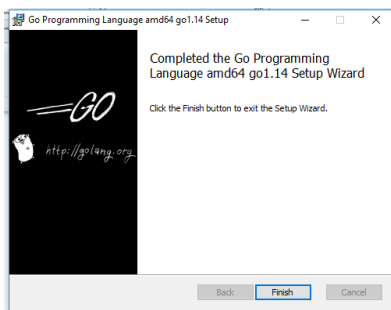 Go Programming Language amd64 go1.14 Setup
Completed the Go Programming
Language amd64 go1.14 Setup Wizard
Click the Finish button to exit the Setup Wizard.
GO
http://golang.org
Back Finish Cancel